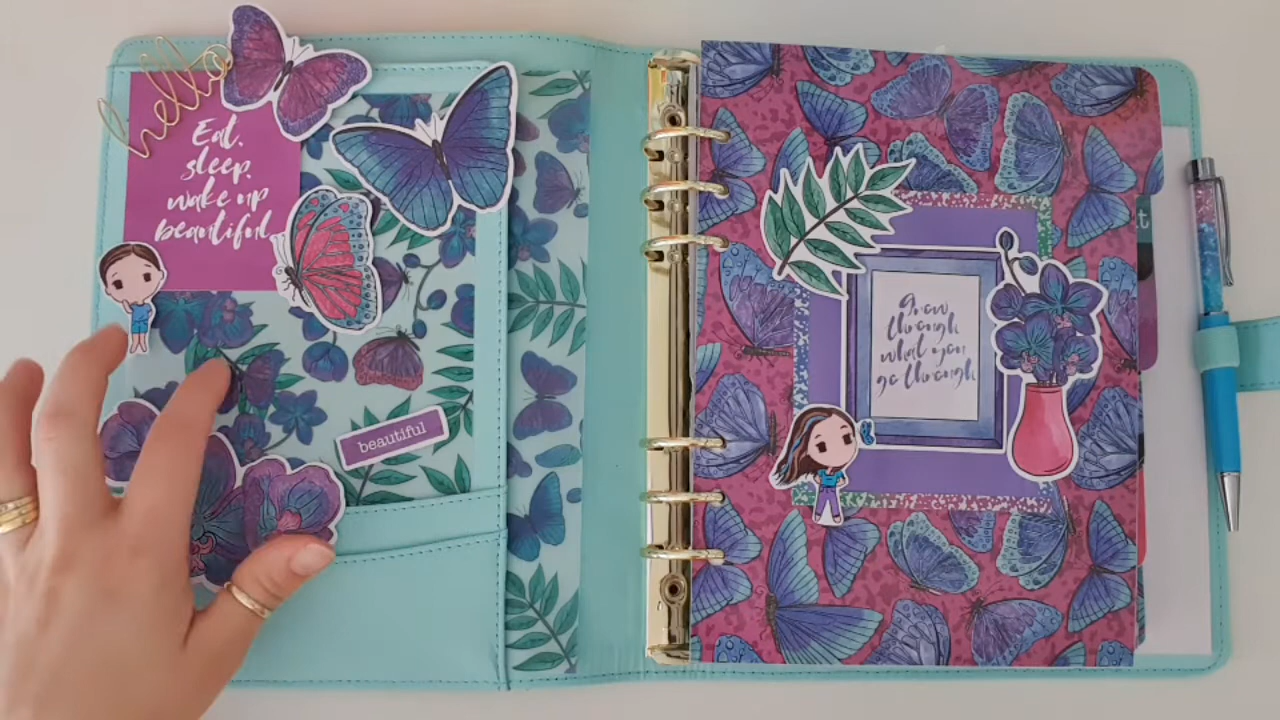 hello
Eat,
sleep,
wake up
beautiful.
beautiful
Grow
through
what you
go through
t